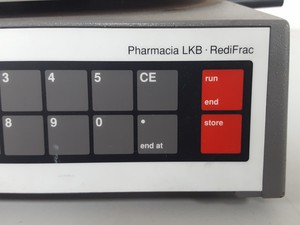 Pharmacia LKB · RediFrac
3 4 5 CE run
end
8 9 0 • store
end at